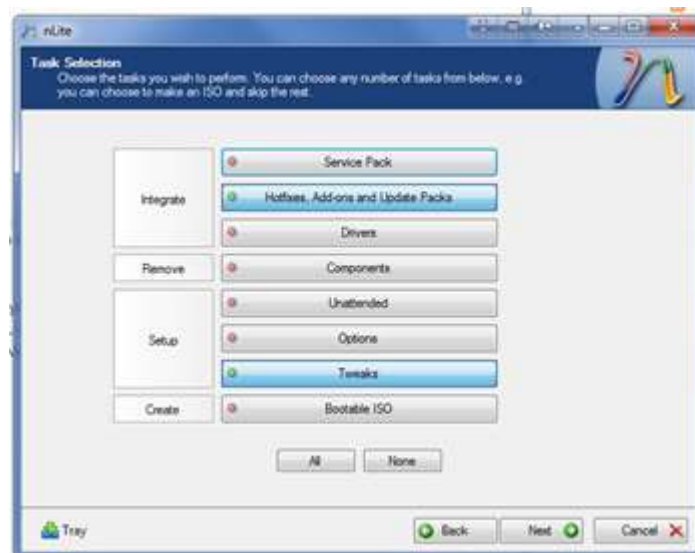 nLite
Task Selection
Choose the tasks you wish to perform. You can choose any number of tasks from below, e.g.
you can choose to make an ISO and skip the rest.
Integrate
Service Pack
Hotfixes, Add-ons and Update Packs
Drivers
Remove
Components
Setup
Unattended
Options
Tweaks
Create
Bootable ISO
All
None
Tray
Back
Next
Cancel